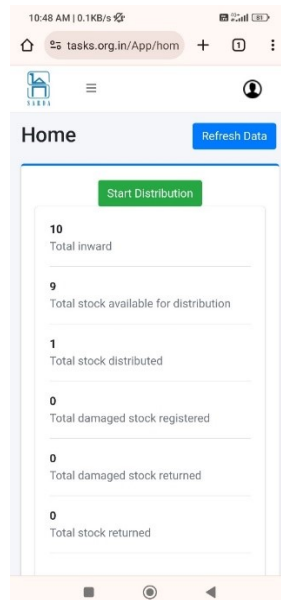 10:48 AM | 0.1KB/s
tasks.org.in/App/hom
1
SARDA
Home
Refresh Data
Start Distribution
10
Total inward
9
Total stock available for distribution
1
Total stock distributed
0
Total damaged stock registered
0
Total damaged stock returned
0
Total stock returned